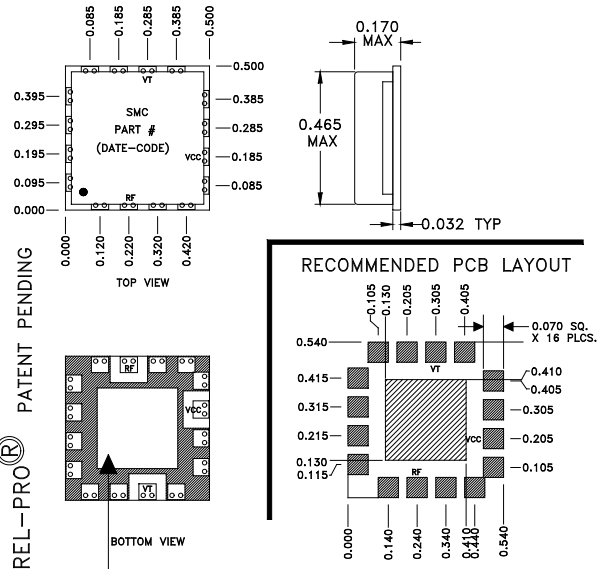 0.085
0.185
0.285
0.385
0.500
0.500
VT
0.395
0.385
SMC
0.295
PART #
0.285
0.195
(DATE-CODE)
VCC
0.185
0.095
0.085
RF
0.000
0.000
0.120
0.220
0.320
0.420
TOP VIEW
0.170
MAX
0.465
MAX
0.032 TYP
REL-PRO® PATENT PENDING
RF
VCC
VT
BOTTOM VIEW
RECOMMENDED PCB LAYOUT
0.105
0.130
0.205
0.305
0.405
0.070 SQ.
X 16 PLCS.
0.540
VT
0.415
0.410
0.405
0.315
0.305
0.215
VCC
0.205
0.130
0.115
0.105
RF
0.000
0.140
0.240
0.340
0.410
0.440
0.540